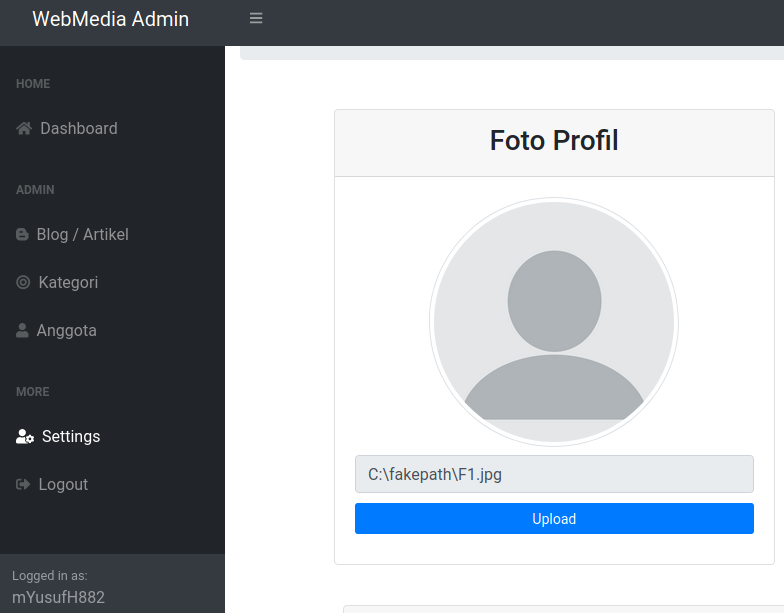 WebMedia Admin
HOME
Dashboard
ADMIN
Blog / Artikel
Kategori
Anggota
MORE
Settings
Logout
Logged in as:
mYusufH882
Foto Profil
C:\fakepath\F1.jpg
Upload